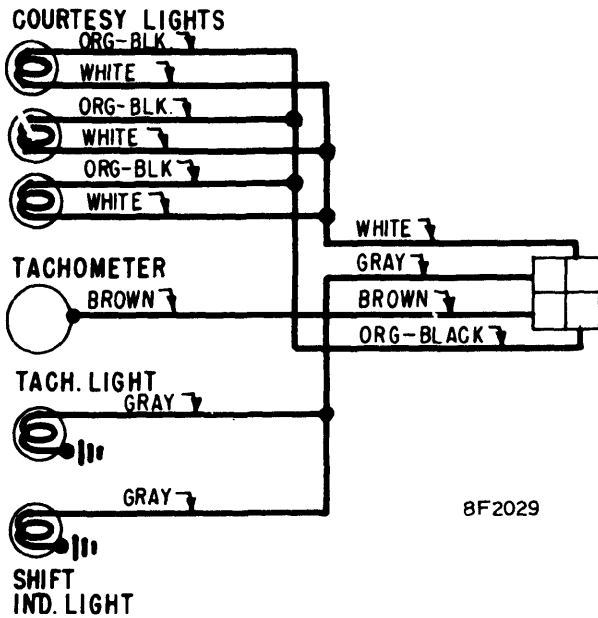 COURTESY LIGHTS
ORG-BLK.
WHITE
ORG-BLK.
WHITE
ORG-BLK
WHITE
WHITE
GRAY
TACHOMETER
BROWN
BROWN
ORG-BLACK
TACH. LIGHT
GRAY
GRAY
8F2029
SHIFT
IND. LIGHT